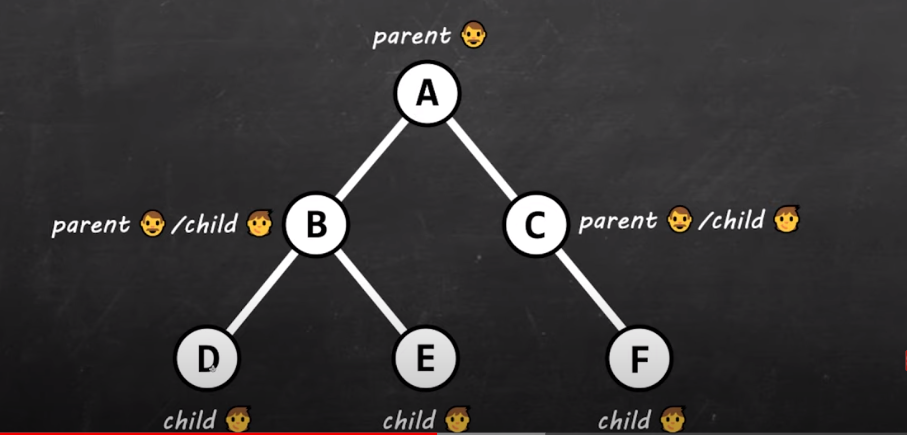 parent 👨
A
parent 👨 /child 👦
B
C
parent 👨 /child 👦
D
E
F
child 👦
child 👦
child 👦